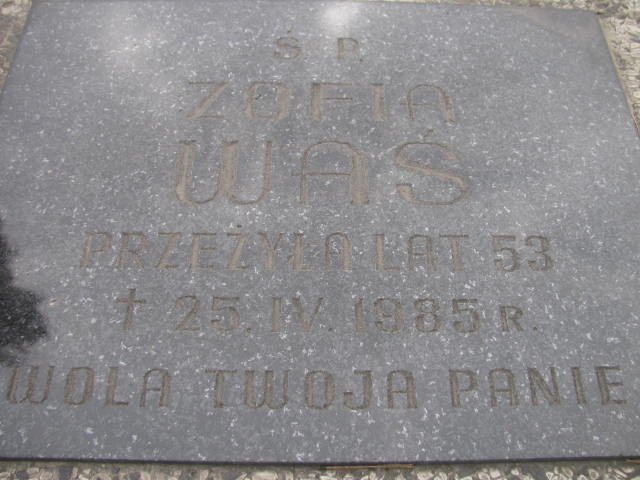 Ś. P.
ZOFIA
WAŚ
PRZEŻYŁA LAT 53
† 25. IV. 1985 R.
WOLA TWOJA PANIE